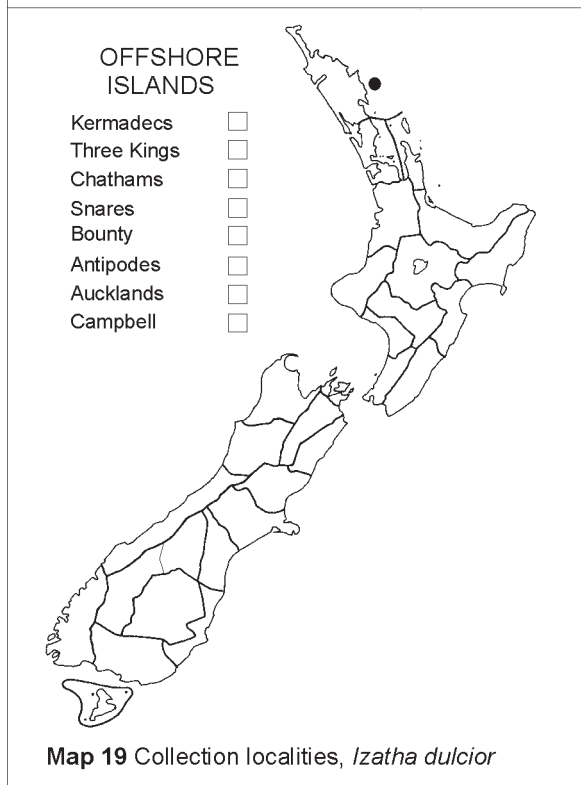 OFFSHORE
ISLANDS
Kermadecs
Three Kings
Chathams
Snares
Bounty
Antipodes
Aucklands
Campbell
Map 19 Collection localities, Izatha dulcior